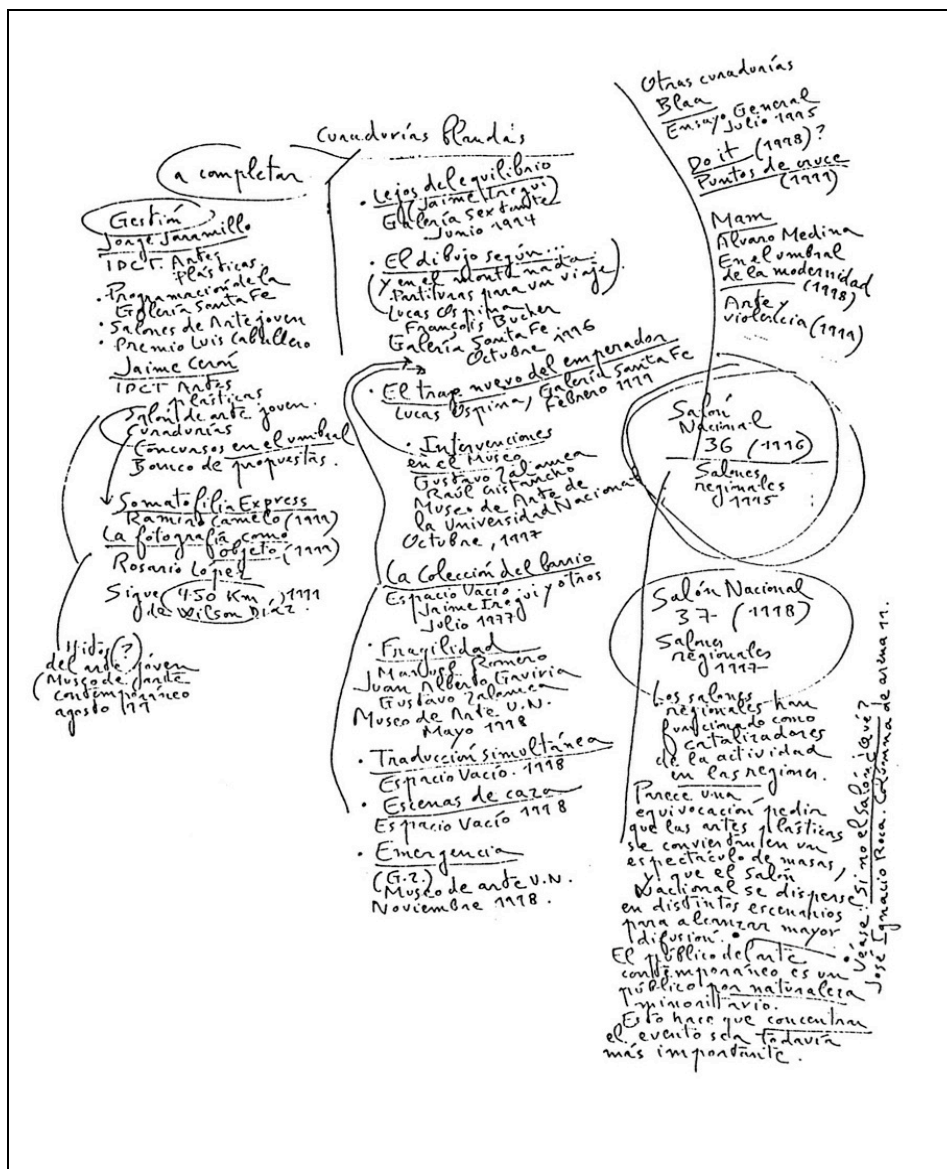 Curadurías blandas
a completar
Gestión
Jorge Jaramillo
IDCT. Artes
Plásticas
• Programación de la
Galería Santa Fe
• Salones de Arte joven
• Premio Luis Caballero
Jaime Cerón
IDCT Artes
plásticas
Salón de arte joven.
Curadurías
Concursos en el umbral
Banco de propuestas.
Somatofilia Express
Ramiro Camelo (1999)
La fotografía como
objeto (1999)
Rosario López
Sigue (950 Km.) 1999
de Wilson Díaz
(?)
del arte joven
(Museo de arte
contemporáneo
agosto 199
• Lejos del equilibrio
(Jaime Iregui)
Galería Sextante
Junio 1994
• El dibujo según...
(y en el monte nada...
Partituras para un viaje).
Lucas Ospina
François Bucher
Galería Santa Fe
Octubre 1996
• El traje nuevo del emperador
Lucas Ospina, Galería Santa Fe
Febrero 1999
• Intervenciones
en el Museo
Gustavo Zalamea
Raúl Cristancho
Museo de Arte de
la Universidad Nacional
Octubre, 1997
• La Colección del barrio
Espacio Vacío
Jaime Iregui y otros
Julio 1977
• Fragilidad
Romero
Juan Alberto Gaviria
Gustavo Zalamea
Museo de Arte U.N.
Mayo 1998
• Traducción simultánea
Espacio Vacío. 1998
• Escenas de caza
Espacio Vacío 1998
• Emergencia
(G.Z.)
Museo de arte U.N.
Noviembre 1998.
Otras curadurías
Blaa
Ensayo General
Julio 1995
Do it (1998)?
Puntos de cruce
(1999)
Mam
Álvaro Medina
En el umbral
de la modernidad
(1998)
Arte y
violencia (1999)
Salón
Nacional
36 (1996)
Salones
regionales
1995
Salón Nacional
37- (1998)
Salones
regionales
1997-
Los salones
regionales han
funcionado como
catalizadores
de la actividad
en las regiones.
Parece una
equivocación pedir
que las artes plásticas
se conviertan en un
espectáculo de masas,
y que el Salón
Nacional se disperse
en distintos escenarios
para alcanzar mayor
difusión.
El público del arte
contemporáneo es un
público por naturaleza
minoritario.
Esto hace que concentrar
el evento sea todavía
más importante.
• Véase: Si no el salón ¿Qué?
José Ignacio Roca. Columna de arena 11.